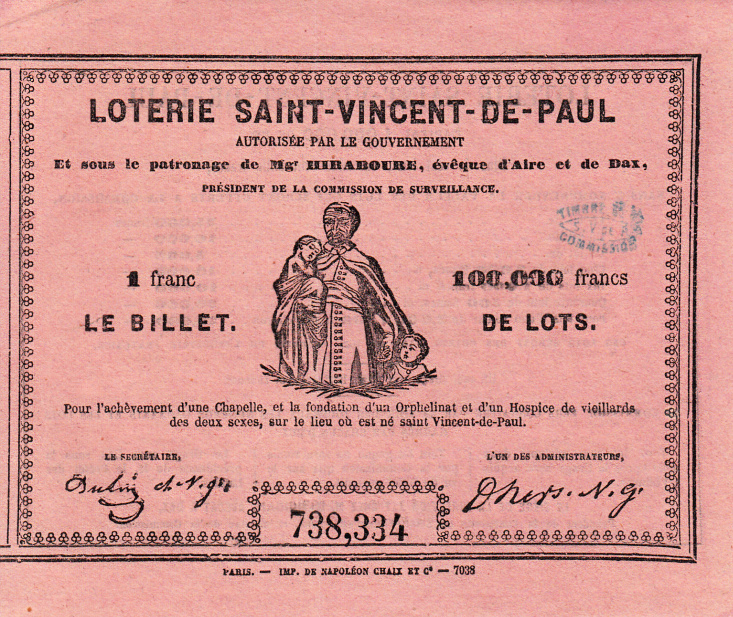 LOTERIE SAINT-VINCENT-DE-PAUL
AUTORISÉE PAR LE GOUVERNEMENT
Et sous le patronage de Mgr HIRABOURE, évêque d'Aire et de Dax,
PRÉSIDENT DE LA COMMISSION DE SURVEILLANCE.
TIMBRE
COMMISSION
1 franc
LE BILLET.
100,000 francs
DE LOTS.
Pour l'achèvement d'une Chapelle, et la fondation d'un Orphelinat et d'un Hospice de vieillards
des deux sexes, sur le lieu où est né saint Vincent-de-Paul.
LE SECRÉTAIRE,
L'UN DES ADMINISTRATEURS,
738,334
PARIS. — IMP. DE NAPOLÉON CHAIX ET Ce — 7038